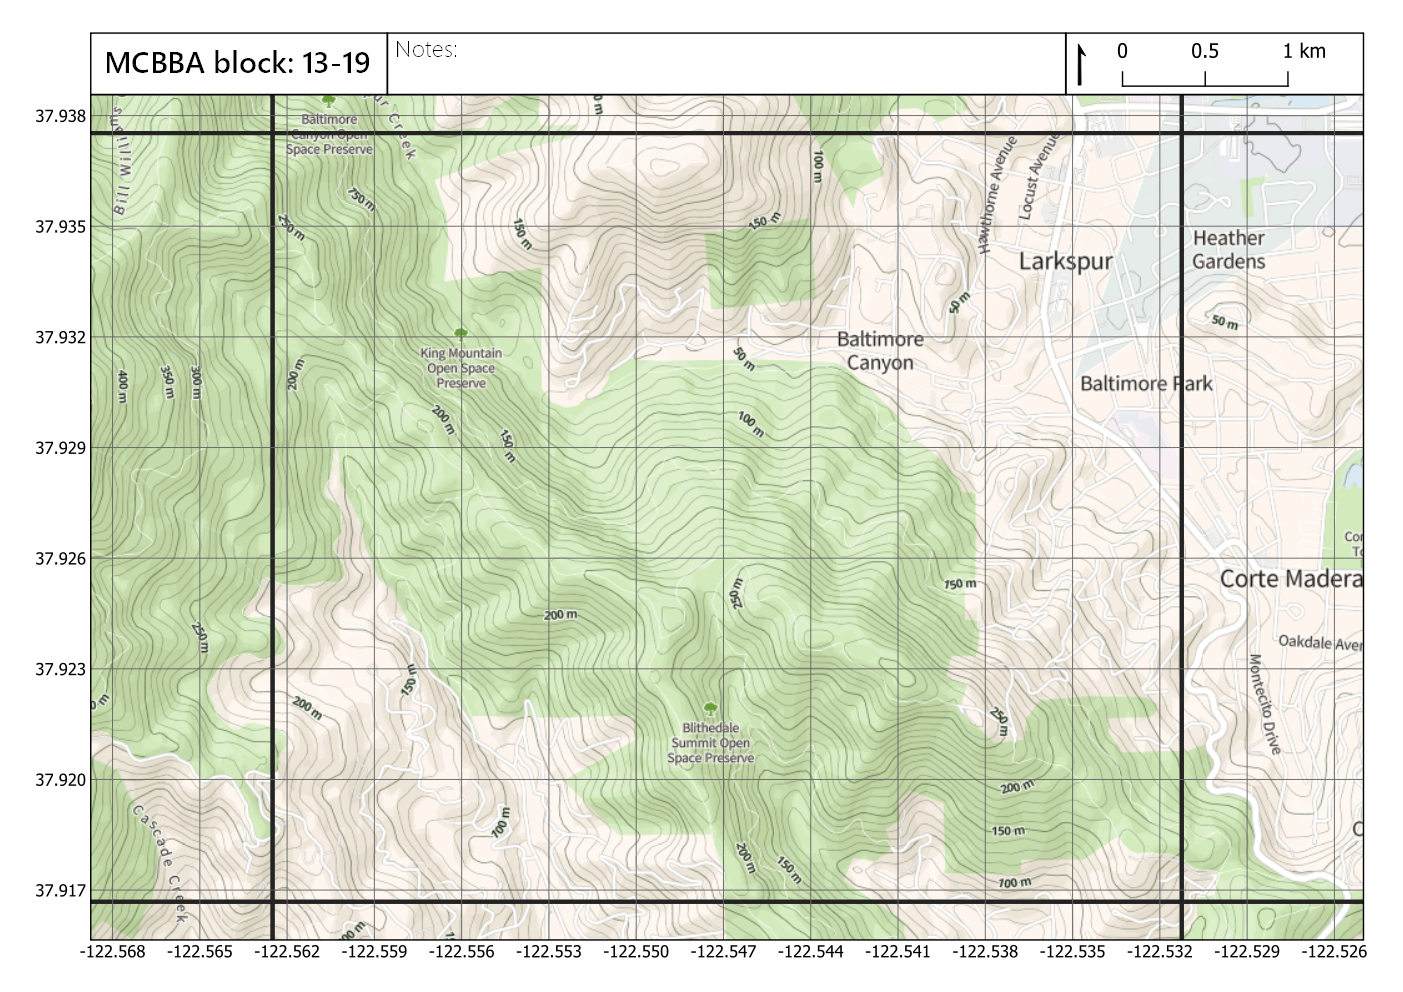 MCBBA block: 13-19
Notes:
0 0.5 1 km
37.938
37.935
37.932
37.929
37.926
37.923
37.920
37.917
Bill Williams
Baltimore
Canyon Open
Space Preserve
Creek
100 m
Hawthorne Avenue
Locust Avenue
750 m
250 m
150 m
150 m
Heather
Gardens
Larkspur
50 m
50 m
Baltimore
Canyon
King Mountain
Open Space
Preserve
50 m
Baltimore Park
400 m
350 m
300 m
200 m
200 m
150 m
100 m
Corte Madera
150 m
250 m
200 m
250 m
Oakdale Aven
Montecito Drive
150 m
200 m
0 m
250 m
Blithedale
Summit Open
Space Preserve
200 m
150 m
100 m
200 m
150 m
100 m
Cascade Creek
00 m
-122.568 -122.565 -122.562 -122.559 -122.556 -122.553 -122.550 -122.547 -122.544 -122.541 -122.538 -122.535 -122.532 -122.529 -122.526